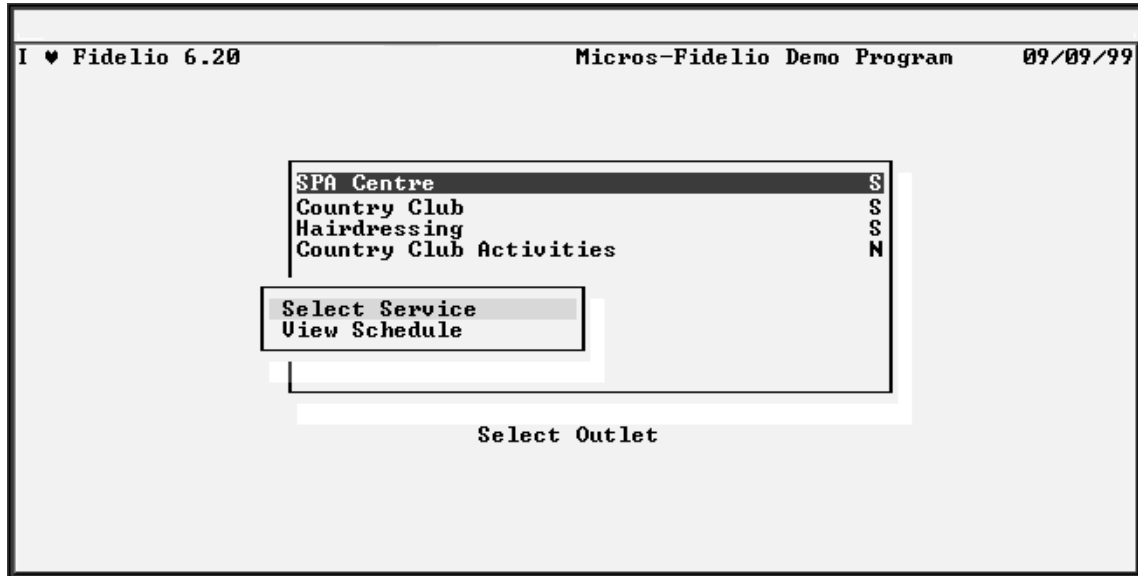 I ♥ Fidelio 6.20 Micros-Fidelio Demo Program 09/09/99
SPA Centre S
Country Club S
Hairdressing S
Country Club Activities N
Select Service
View Schedule
Select Outlet